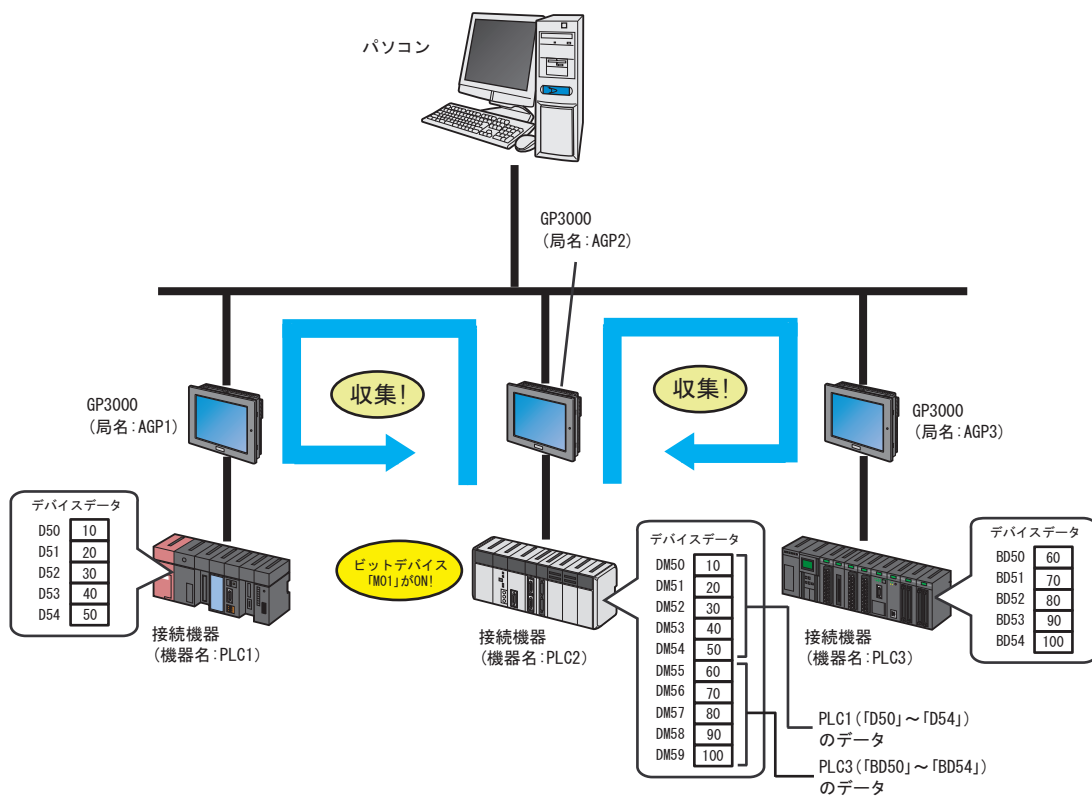 パソコン
GP3000
(局名:AGP2)
収集!
収集!
GP3000
(局名:AGP1)
GP3000
(局名:AGP3)
デバイスデータ
D50 10
D51 20
D52 30
D53 40
D54 50
接続機器
(機器名:PLC1)
ビットデバイス
「M01」がON!
接続機器
(機器名:PLC2)
デバイスデータ
DM50 10
DM51 20
DM52 30
DM53 40
DM54 50
DM55 60
DM56 70
DM57 80
DM58 90
DM59 100
接続機器
(機器名:PLC3)
デバイスデータ
BD50 60
BD51 70
BD52 80
BD53 90
BD54 100
PLC1(「D50」~「D54」)
のデータ
PLC3(「BD50」~「BD54」)
のデータ